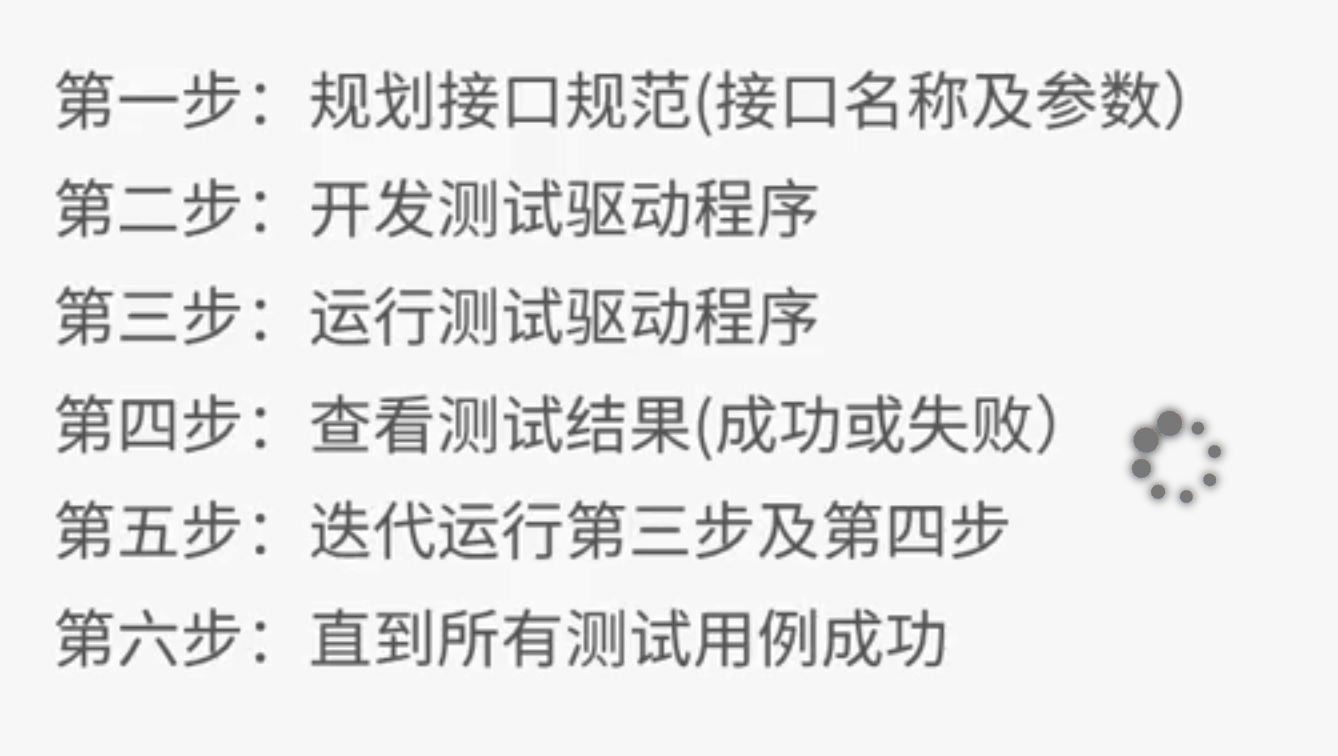 第一步：规划接口规范(接口名称及参数）
第二步：开发测试驱动程序
第三步：运行测试驱动程序
第四步：查看测试结果(成功或失败）
第五步：迭代运行第三步及第四步
第六步：直到所有测试用例成功